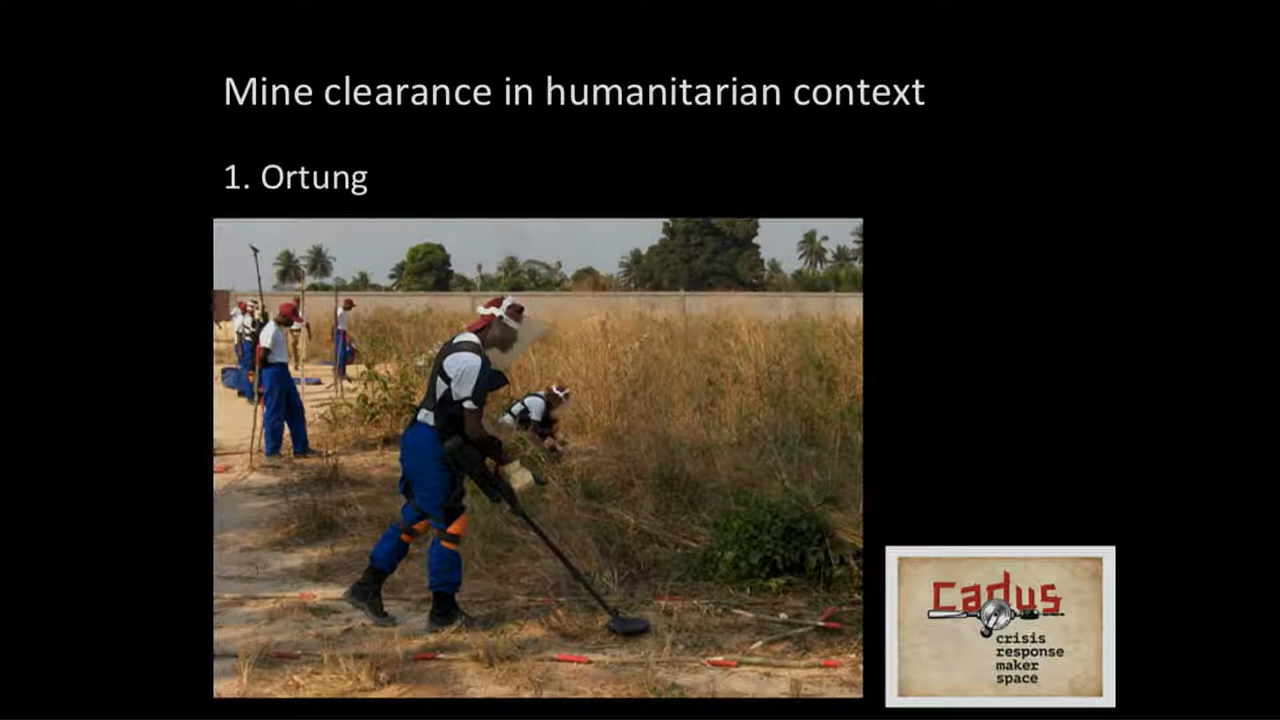 Mine clearance in humanitarian context
1. Ortung
cadus
crisis
response
maker
space